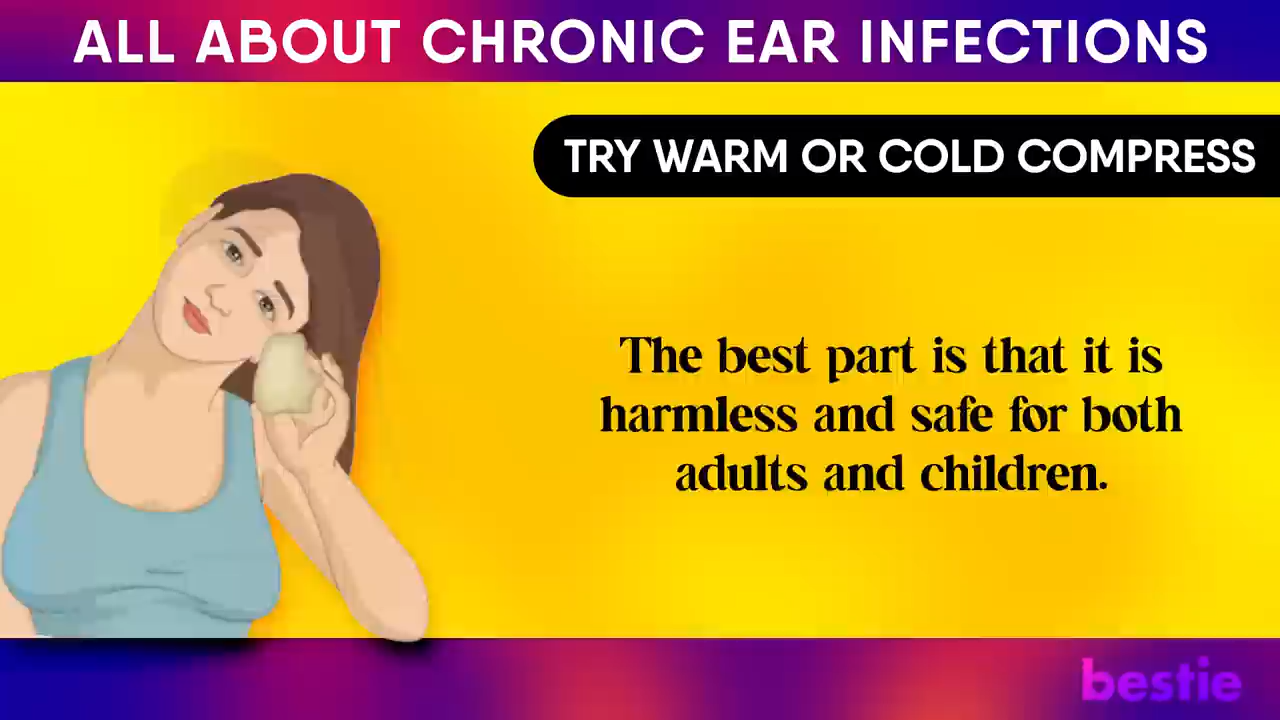 ALL ABOUT CHRONIC EAR INFECTIONS
TRY WARM OR COLD COMPRESS
The best part is that it is
harmless and safe for both
adults and children.
bestie